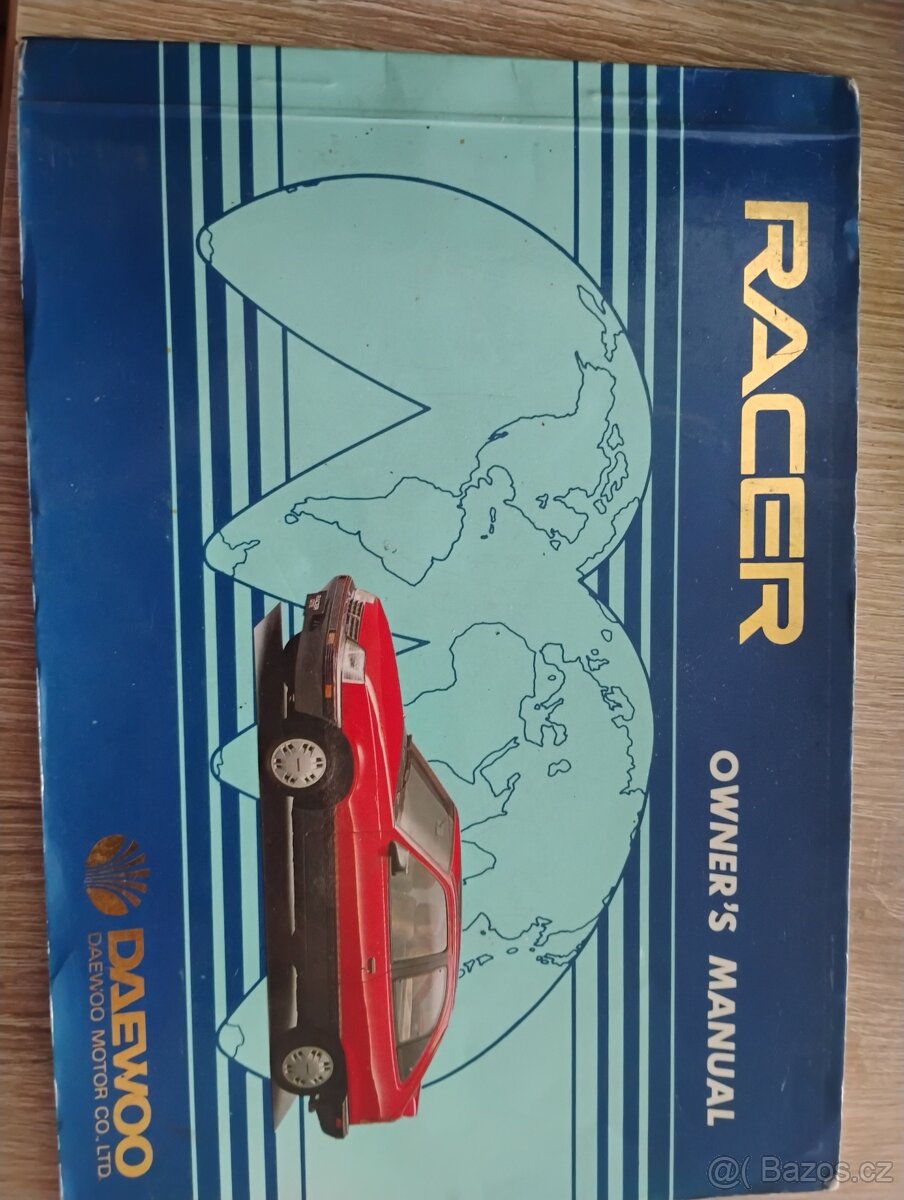 RACER
OWNER'S MANUAL
DAEWOO
DAEWOO MOTOR CO. LTD.
@( Bazos.cz